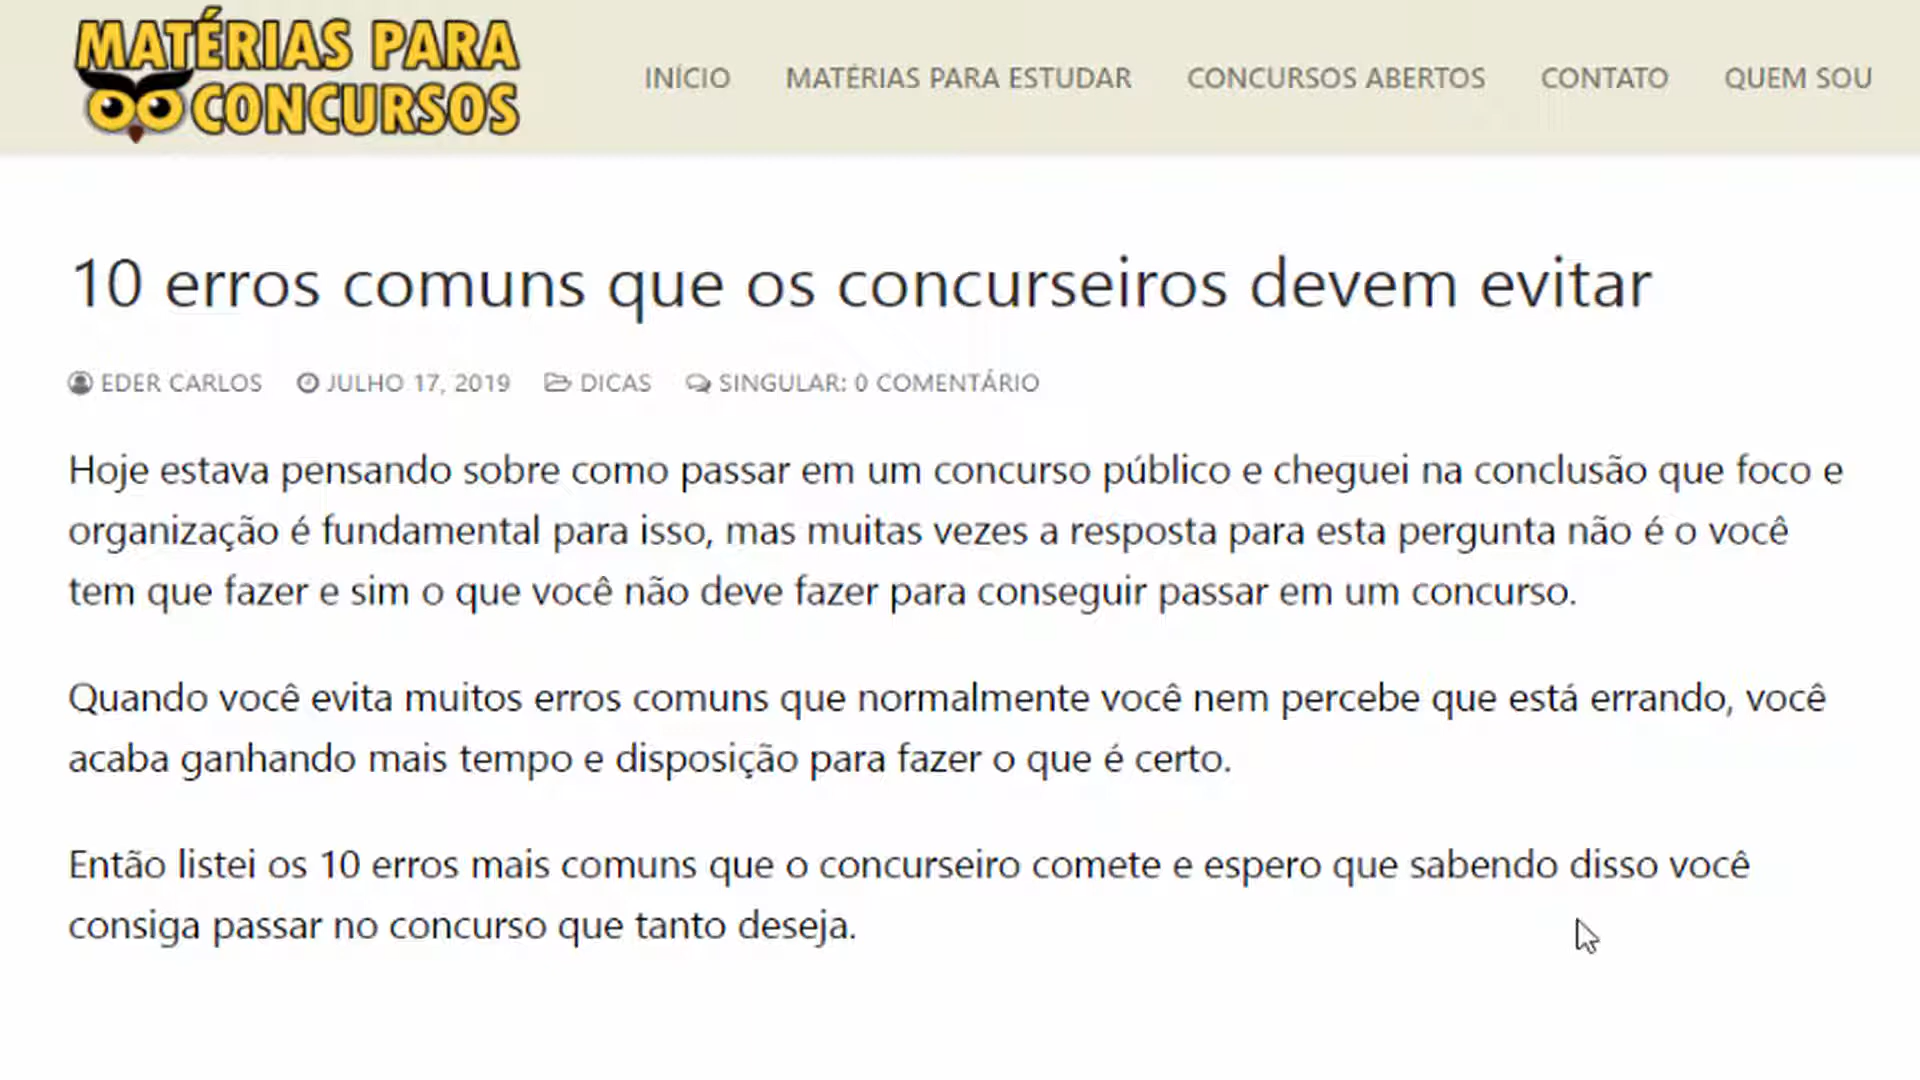 MATÉRIAS PARA
CONCURSOS
INÍCIO MATÉRIAS PARA ESTUDAR CONCURSOS ABERTOS CONTATO QUEM SOU
10 erros comuns que os concurseiros devem evitar
EDER CARLOS JULHO 17, 2019 DICAS SINGULAR: 0 COMENTÁRIO
Hoje estava pensando sobre como passar em um concurso público e cheguei na conclusão que foco e
organização é fundamental para isso, mas muitas vezes a resposta para esta pergunta não é o você
tem que fazer e sim o que você não deve fazer para conseguir passar em um concurso.
Quando você evita muitos erros comuns que normalmente você nem percebe que está errando, você
acaba ganhando mais tempo e disposição para fazer o que é certo.
Então listei os 10 erros mais comuns que o concurseiro comete e espero que sabendo disso você
consiga passar no concurso que tanto deseja.